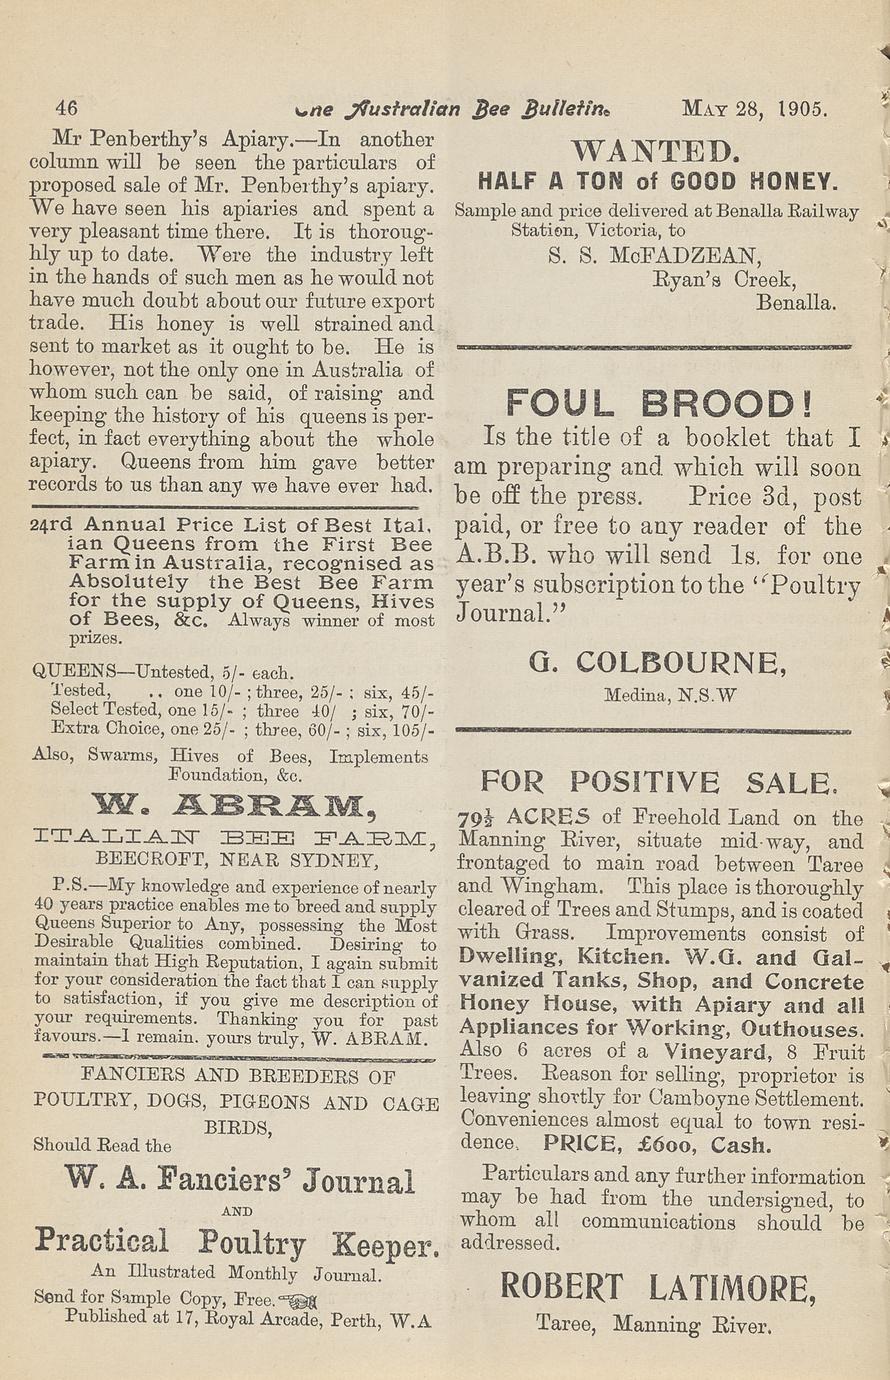 46
The Australian Bee Bulletin.
MAY 28, 1905.
Mr Penberthy's Apiary.—In another
column will be seen the particulars of
proposed sale of Mr. Penberthy's apiary.
We have seen his apiaries and spent a
very pleasant time there. It is thoroug-
hly up to date. Were the industry left
in the hands of such men as he would not
have much doubt about our future export
trade. His honey is well strained and
sent to market as it ought to be. He is
however, not the only one in Australia of
whom such can be said, of raising and
keeping the history of his queens is per-
fect, in fact everything about the whole
apiary. Queens from him gave better
records to us than any we have ever had.
24rd Annual Price List of Best Ital.
ian Queens from the First Bee
Farm in Australia, recognised as
Absolutely the Best Bee Farm
for the supply of Queens, Hives
of Bees, &c. Always winner of most
prizes.
QUEENS—Untested, 5/- each.
Tested, .. one 10/- ; three, 25/- ; six, 45/-
Select Tested, one 15/- ; three 40/ ; six, 70/-
Extra Choice, one 25/- ; three, 60/- ; six, 105/-
Also, Swarms, Hives of Bees, Implements
Foundation, &c.
W. ABRAM,
ITALIAN BEE FARM,
BEECROFT, NEAR SYDNEY,
P.S.—My knowledge and experience of nearly
40 years practice enables me to breed and supply
Queens Superior to Any, possessing the Most
Desirable Qualities combined. Desiring to
maintain that High Reputation, I again submit
for your consideration the fact that I can supply
to satisfaction, if you give me description of
your requirements. Thanking you for past
favours.—I remain. yours truly, W. ABRAM.
FANCIERS AND BREEDERS OF
POULTRY, DOGS, PIGEONS AND CAGE
BIRDS,
Should Read the
W. A. Fanciers' Journal
AND
Practical Poultry Keeper.
An Illustrated Monthly Journal.
Send for Sample Copy, Free.
Published at 17, Royal Arcade, Perth, W.A
WANTED.
HALF A TON of GOOD HONEY.
Sample and price delivered at Benalla Railway
Station, Victoria, to
S. S. McFADZEAN,
Ryan's Creek,
Benalla.
FOUL BROOD!
Is the title of a booklet that I
am preparing and which will soon
be off the press. Price 3d, post
paid, or free to any reader of the
A.B.B. who will send 1s. for one
year's subscription to the "Poultry
Journal."
G. COLBOURNE,
Medina, N.S.W
FOR POSITIVE SALE.
79½ ACRES of Freehold Land on the
Manning River, situate mid-way, and
frontaged to main road between Taree
and Wingham. This place is thoroughly
cleared of Trees and Stumps, and is coated
with Grass. Improvements consist of
Dwelling, Kitchen. W.G. and Gal-
vanized Tanks, Shop, and Concrete
Honey House, with Apiary and all
Appliances for Working, Outhouses.
Also 6 acres of a Vineyard, 8 Fruit
Trees. Reason for selling, proprietor is
leaving shortly for Camboyne Settlement.
Conveniences almost equal to town resi-
dence. PRICE, £600, Cash.
Particulars and any further information
may be had from the undersigned, to
whom all communications should be
addressed.
ROBERT LATIMORE,
Taree, Manning River.